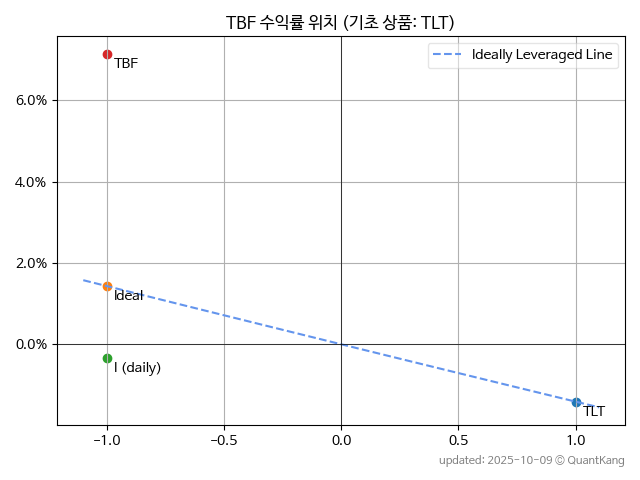 TBF 수익률 위치 (기초 상품: TLT)
Ideally Leveraged Line
TBF
6.0%
4.0%
2.0%
Ideal
0.0%
I (daily)
TLT
−1.0
−0.5
0.0
0.5
1.0
updated: 2025-10-09 © QuantKang